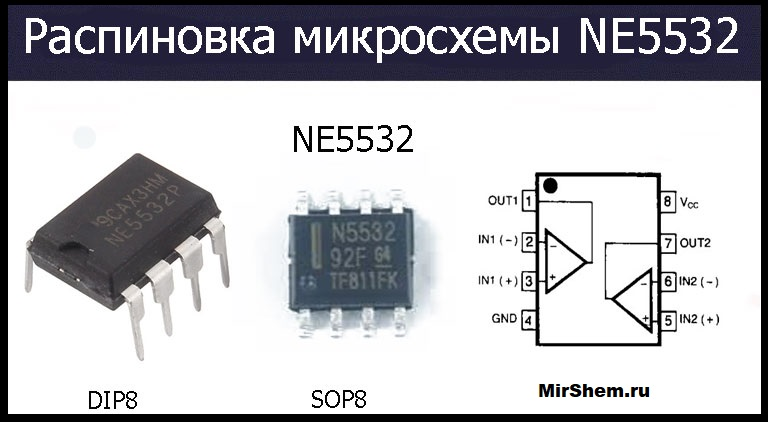 Распиновка микросхемы NE5532
NE5532
9CAX3HM
NE5532P
N5532
92F G4
TF811FK
OUT1 1
8 VCC
IN1 (−) 2
7 OUT2
IN1 (+) 3
6 IN2 (−)
GND 4
5 IN2 (+)
− +
− +
DIP8
SOP8
MirShem.ru